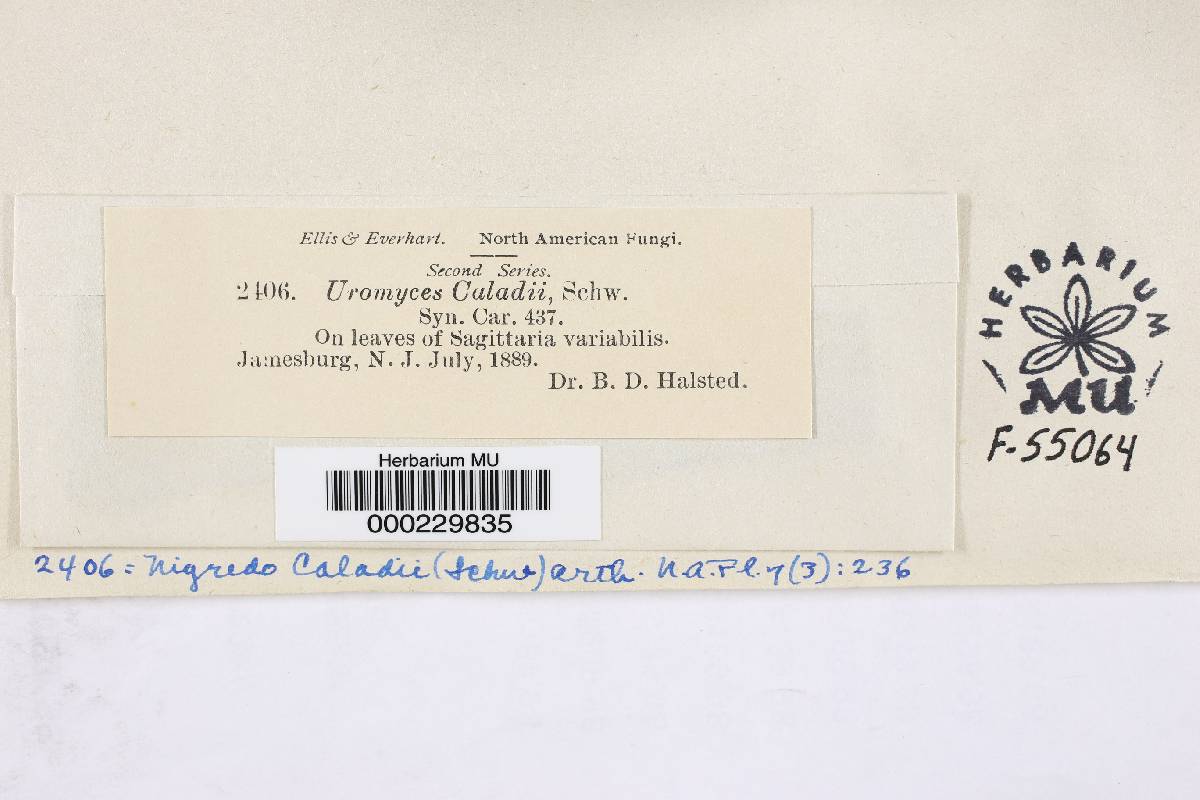 Ellis & Everhart. North American Fungi.
Second Series.
2406. Uromyces Caladii, Schw.
Syn. Car. 437.
On leaves of Sagittaria variabilis.
Jamesburg, N. J. July, 1889.
Dr. B. D. Halsted.
HERBARIUM
MU
F-55064
Herbarium MU
000229835
2406 = Nigredo Caladii (Schw) arth. N.A.Fl. 7 (3): 236